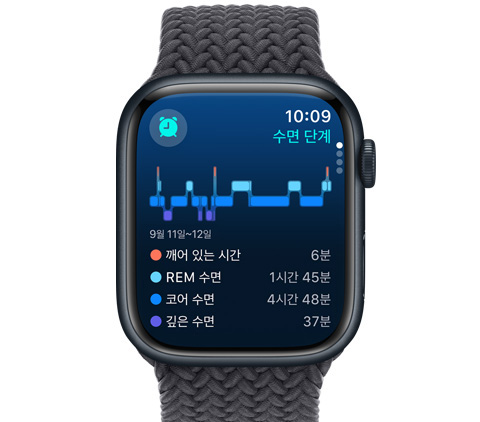 10:09
수면 단계
9월 11일~12일
깨어 있는 시간 6분
REM 수면 1시간 45분
코어 수면 4시간 48분
깊은 수면 37분